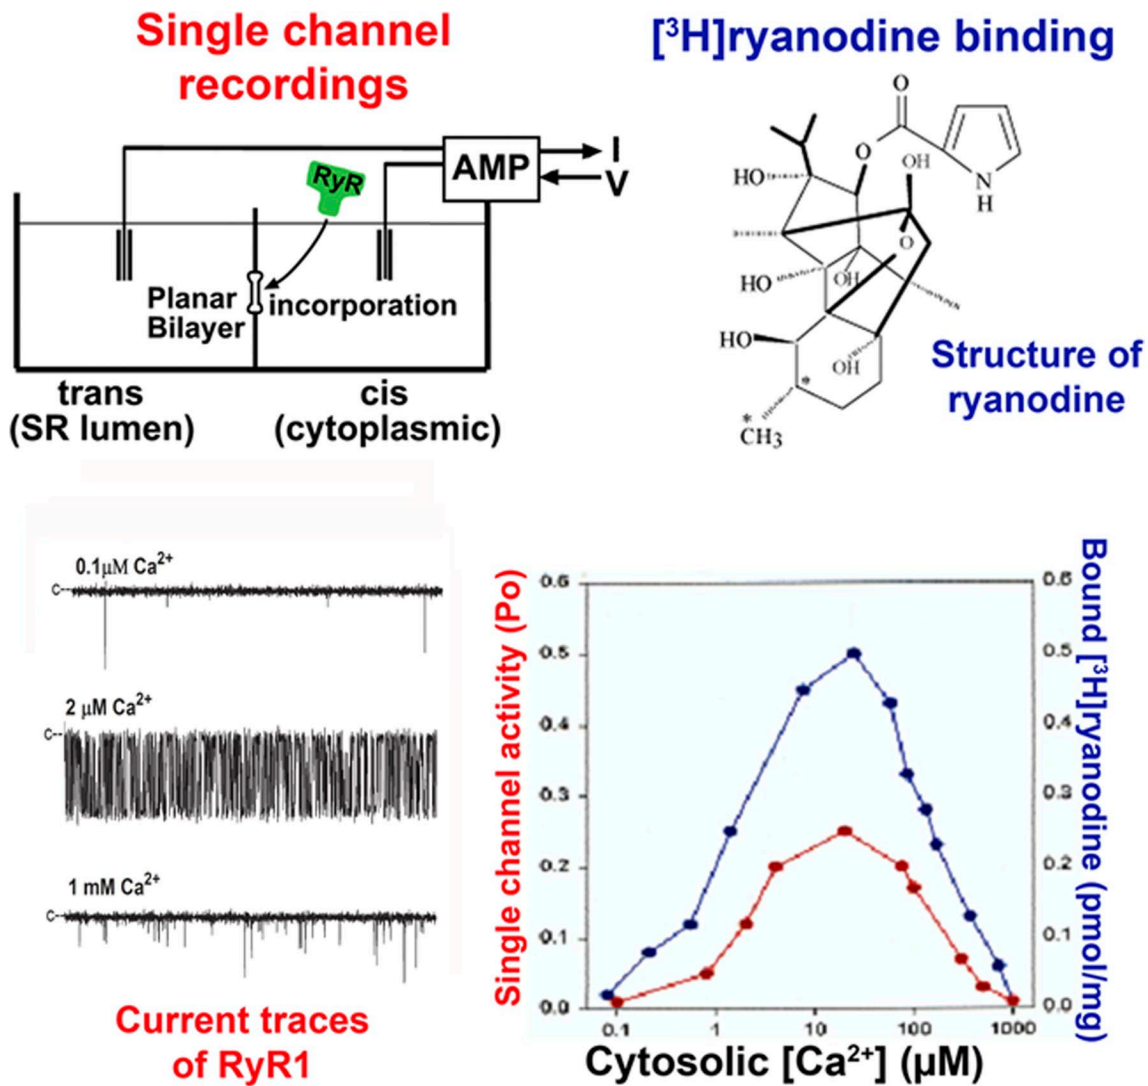 Single channel
recordings
[³H]ryanodine binding
AMP
I
V
RyR
Planar
Bilayer
incorporation
trans
(SR lumen)
cis
(cytoplasmic)
O
O
OH
N
H
HO
O
HO
OH
HO
OH
*
*
CH3
Structure of
ryanodine
0.1µM Ca²⁺
C--
2 µM Ca²⁺
C--
1 mM Ca²⁺
C--
Current traces
of RyR1
Single channel activity (Po)
0.6
0.5
0.4
0.3
0.2
0.1
0.0
0.1
1
10
100
1000
Cytosolic [Ca²⁺] (µM)
0.6
0.5
0.4
0.3
0.2
0.1
0.0
Bound [³H]ryanodine (pmol/mg)